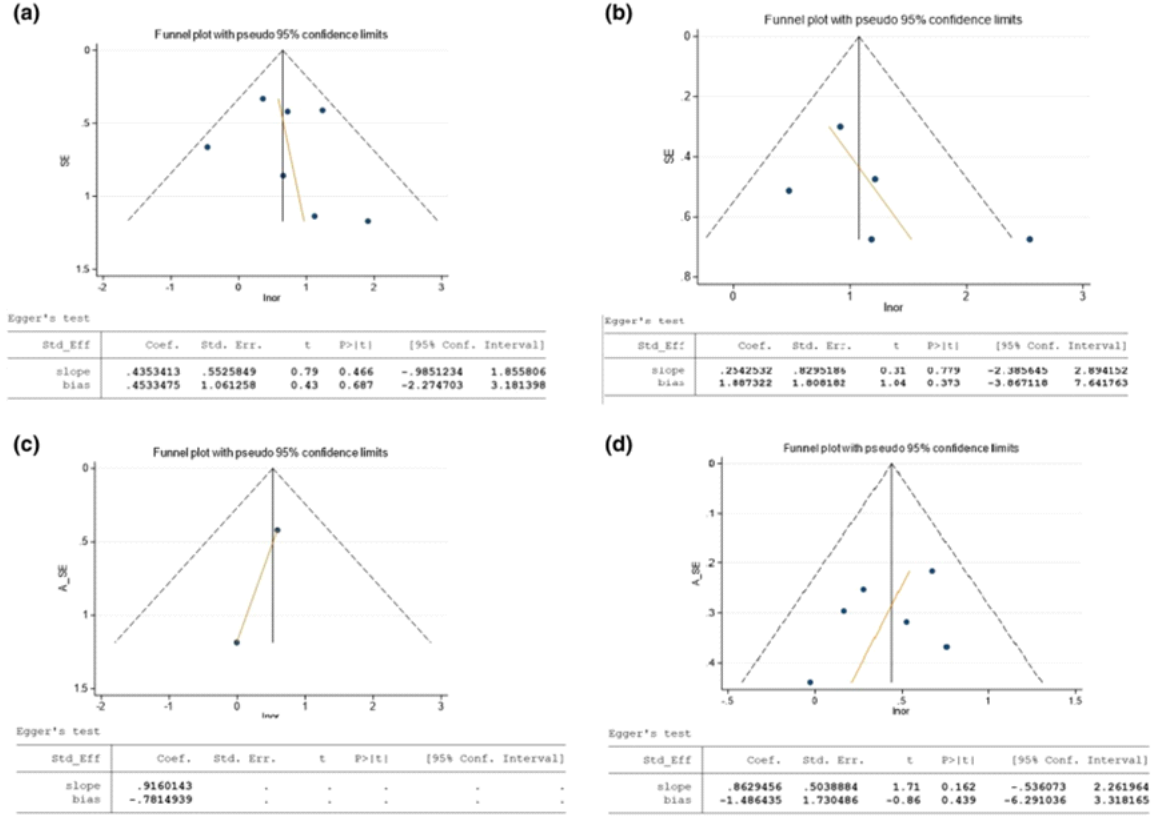 (a)
Funnel plot with pseudo 95% confidence limits
0
.5
1
1.5
SE
-2 -1 0 1 2 3
lnor
Egger's test
Std_Eff Coef. Std. Err. t P>|t| [95% Conf. Interval]
slope .4353413 .5525849 0.79 0.466 -.9851234 1.855806
bias .4533475 1.061258 0.43 0.687 -2.274703 3.181398
(b)
Funnel plot with pseudo 95% confidence limits
0
.2
.4
.6
.8
SE
0 1 2 3
lnor
Egger's test
Std_Eff Coef. Std. Err. t P>|t| [95% Conf. Interval]
slope .2542532 .8295186 0.31 0.779 -2.385645 2.894152
bias 1.887322 1.808182 1.04 0.373 -3.867118 7.641763
(c)
Funnel plot with pseudo 95% confidence limits
0
.5
1
1.5
A_SE
-2 -1 0 1 2 3
lnor
Egger's test
Std_Eff Coef. Std. Err. t P>|t| [95% Conf. Interval]
slope .9160143 . . . . .
bias -.7814939 . . . . .
(d)
Funnel plot with pseudo 95% confidence limits
0
.1
.2
.3
.4
A_SE
-.5 0 .5 1 1.5
lnor
Egger's test
Std_Eff Coef. Std. Err. t P>|t| [95% Conf. Interval]
slope .8629456 .5038884 1.71 0.162 -.536073 2.261964
bias -1.486435 1.730486 -0.86 0.439 -6.291036 3.318165